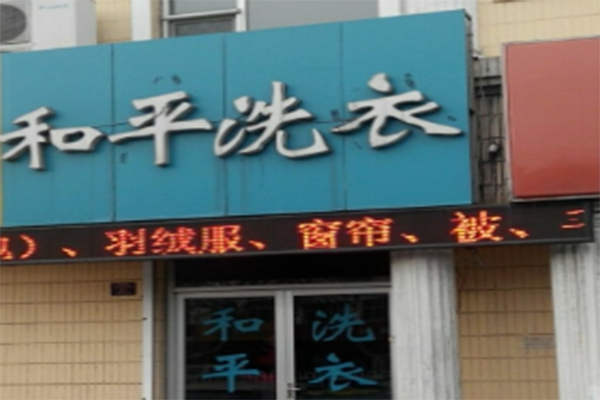 和平洗衣
）、羽绒服、窗帘、被、
和 洗
平 衣